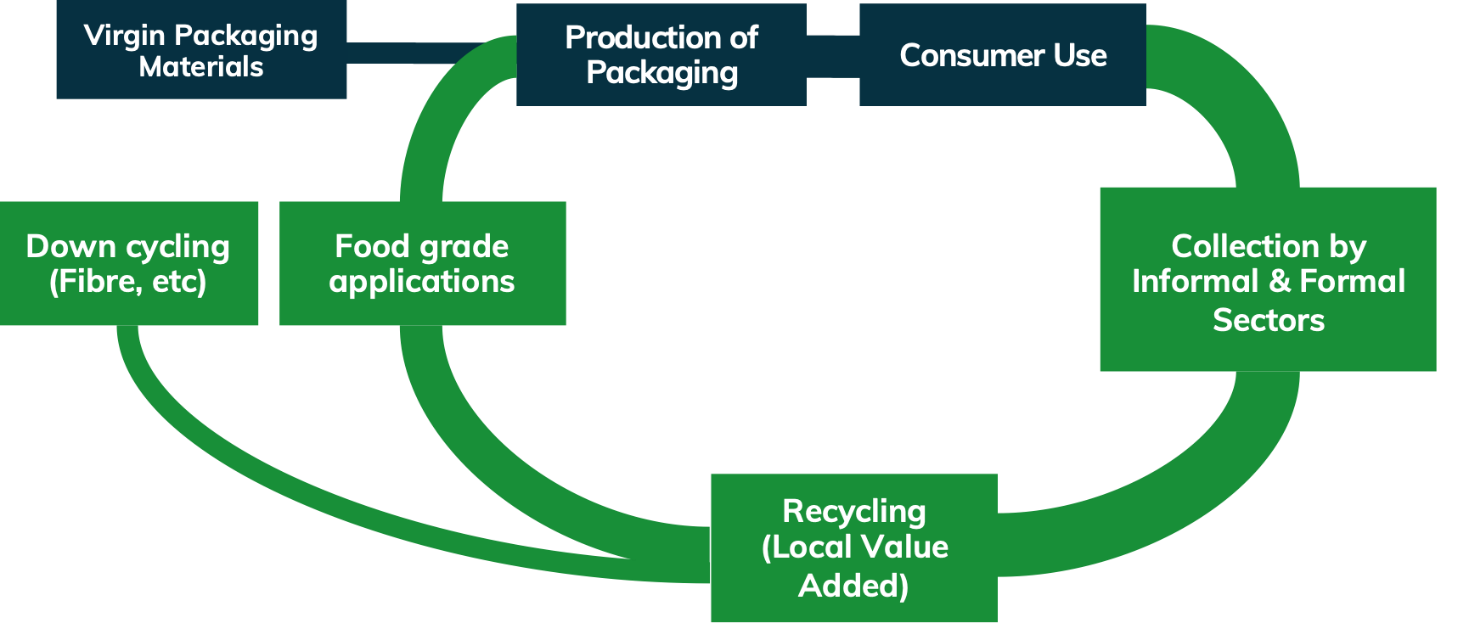 Virgin Packaging
Materials
Production of
Packaging
Consumer Use
Down cycling
(Fibre, etc)
Food grade
applications
Collection by
Informal & Formal
Sectors
Recycling
(Local Value
Added)